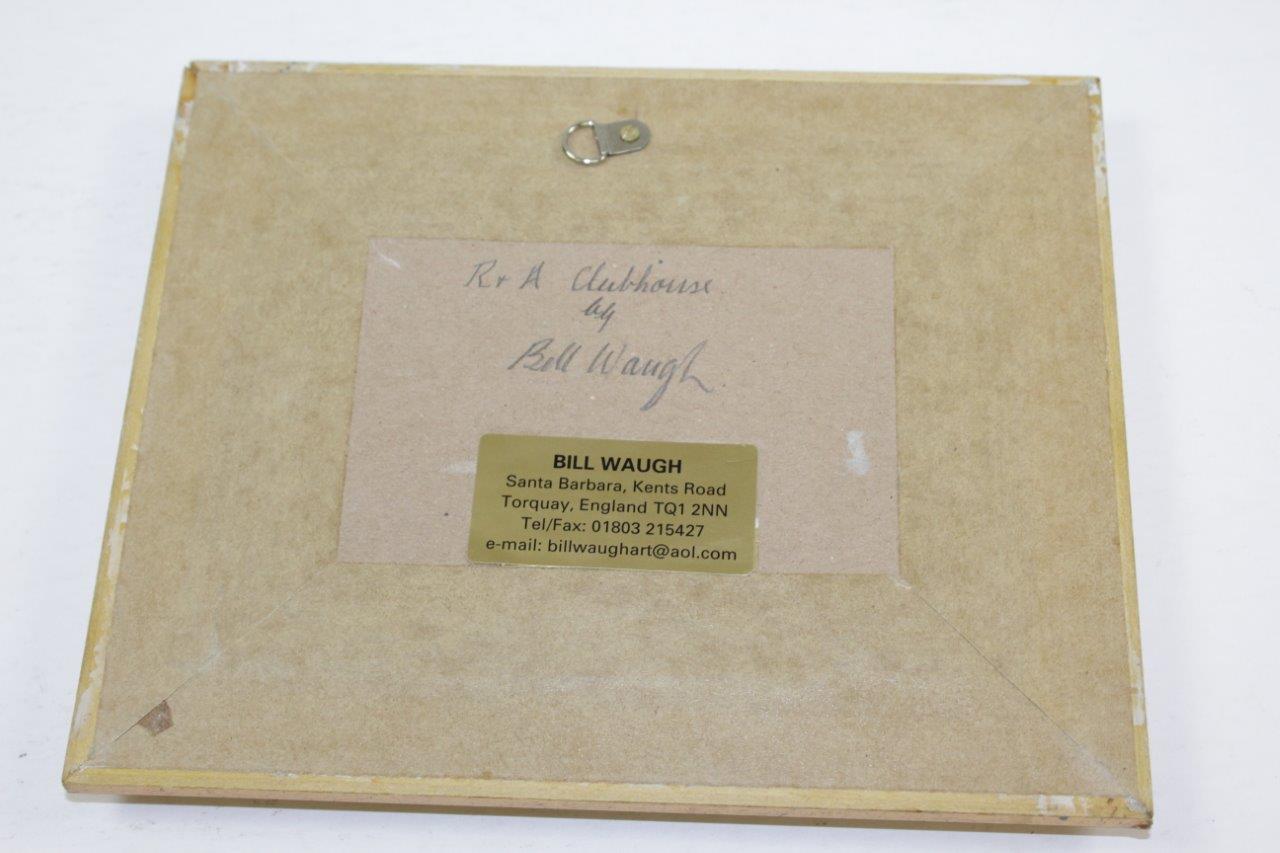 R + A Clubhouse
by
Bill Waugh
BILL WAUGH
Santa Barbara, Kents Road
Torquay, England TQ1 2NN
Tel/Fax: 01803 215427
e-mail: billwaughart@aol.com